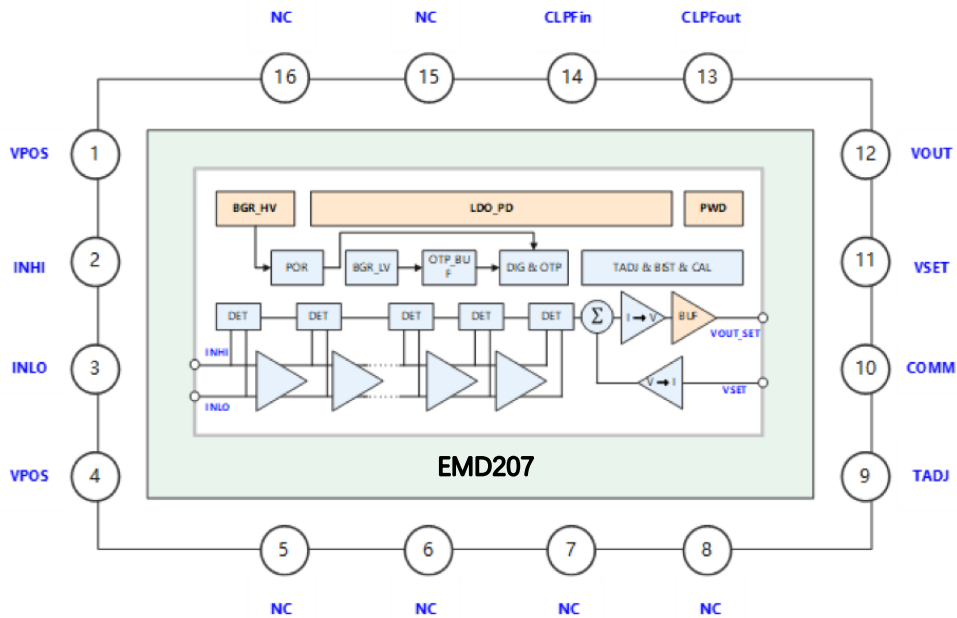 NC NC CLPFin CLPFout
16 15 14 13
VPOS 1 12 VOUT
BGR_HV LDO_PD PWD
INHI 2 11 VSET
POR BGR_LV OTP_BU
F DIG & OTP TADJ & BIST & CAL
DET DET DET DET DET Σ I → V BUF
VOUT_SET
INHI
INLO 3 10 COMM
V → I
VSET
INLO
EMD207
VPOS 4 9 TADJ
5 6 7 8
NC NC NC NC